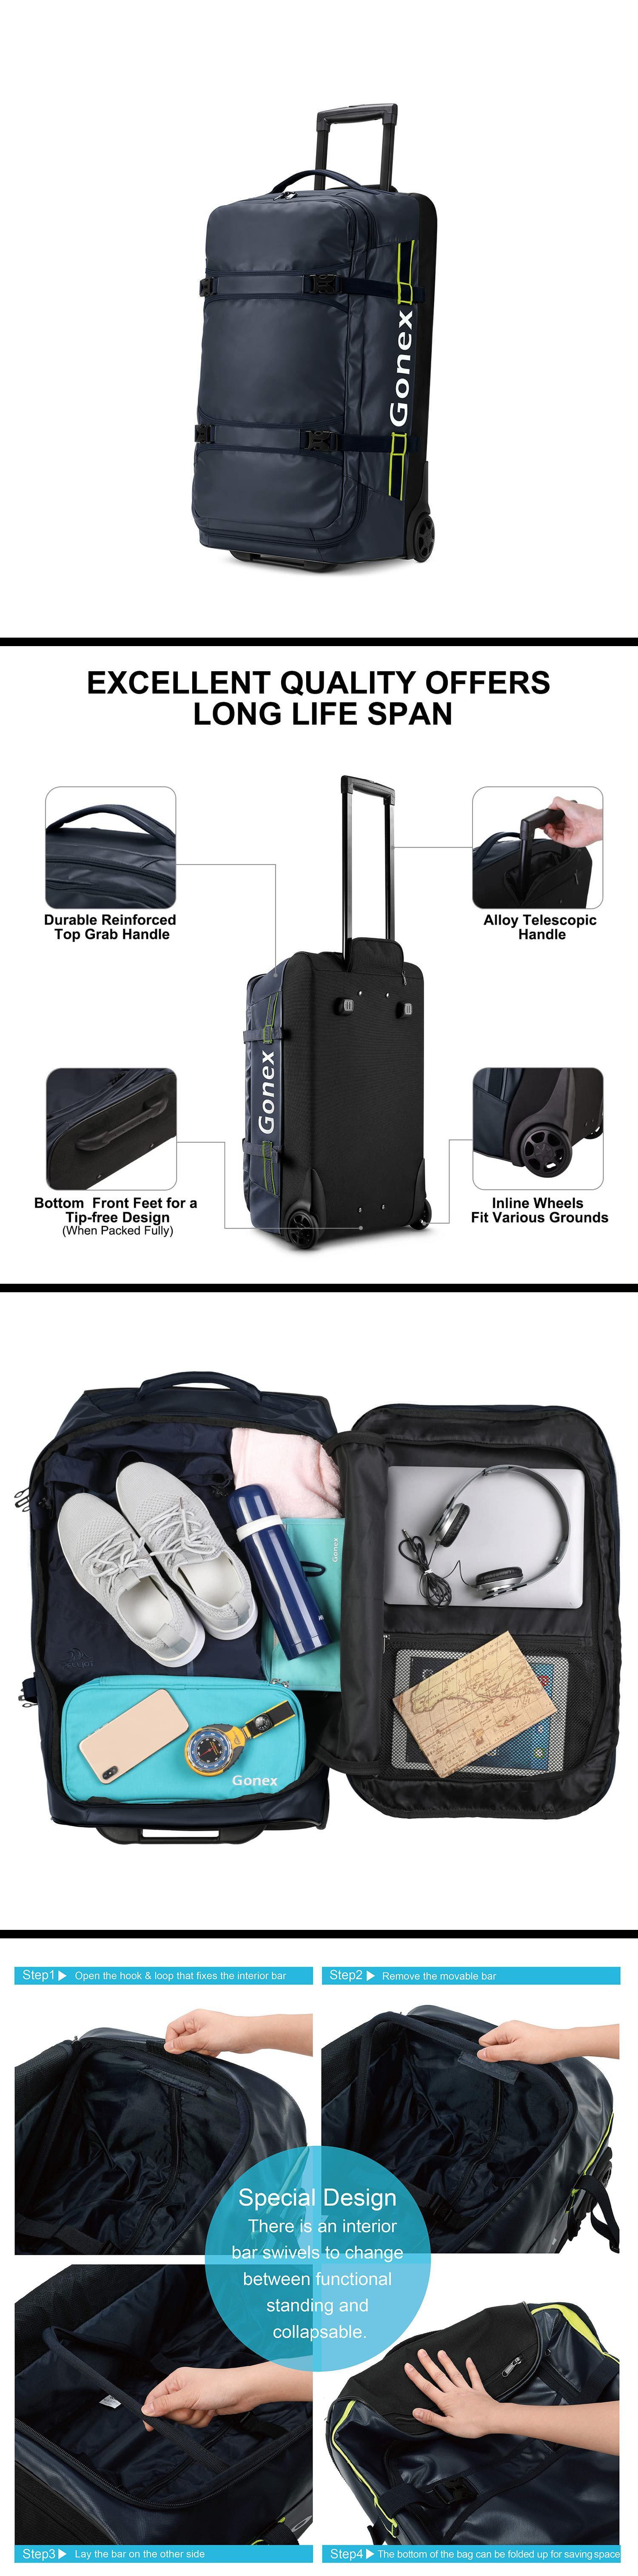 Gonex
EXCELLENT QUALITY OFFERS
LONG LIFE SPAN
Durable Reinforced
Top Grab Handle
Alloy Telescopic
Handle
Gonex
Bottom Front Feet for a
Tip-free Design
(When Packed Fully)
Inline Wheels
Fit Various Grounds
Gonex
Gonex
Step1 Open the hook & loop that fixes the interior bar
Step2 Remove the movable bar
Special Design
There is an interior
bar swivels to change
between functional
standing and
collapsable.
Step3 Lay the bar on the other side
Step4 The bottom of the bag can be folded up for saving space